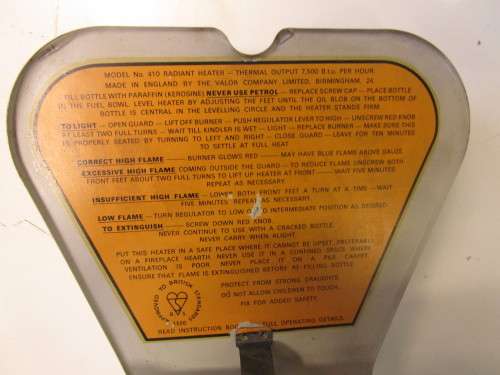 MODEL No. 410 RADIANT HEATER — THERMAL OUTPUT 7,500 B.t.u. PER HOUR.
MADE IN ENGLAND BY THE VALOR COMPANY LIMITED, BIRMINGHAM, 24.
FILL BOTTLE WITH PARAFFIN (KEROSINE) NEVER USE PETROL — REPLACE SCREW CAP — PLACE BOTTLE
IN THE FUEL BOWL, LEVEL HEATER BY ADJUSTING THE FEET UNTIL THE OIL BLOB ON THE BOTTOM OF
BOTTLE IS CENTRAL IN THE LEVELLING CIRCLE AND THE HEATER STANDS FIRM.
TO LIGHT — OPEN GUARD — LIFT OFF BURNER — PUSH REGULATOR LEVER TO HIGH — UNSCREW RED KNOB
AT LEAST TWO FULL TURNS — WAIT TILL KINDLER IS WET — LIGHT — REPLACE BURNER — MAKE SURE THIS
IS PROPERLY SEATED BY TURNING TO LEFT AND RIGHT — CLOSE GUARD — LEAVE FOR TEN MINUTES
TO SETTLE AT FULL HEAT
CORRECT HIGH FLAME — BURNER GLOWS RED — MAY HAVE BLUE FLAMES ABOVE GAUZE.
EXCESSIVE HIGH FLAME COMING OUTSIDE THE GUARD — TO REDUCE FLAME UNSCREW BOTH
FRONT FEET ABOUT TWO FULL TURNS TO LIFT UP HEATER AT FRONT — WAIT FIVE MINUTES
REPEAT AS NECESSARY.
INSUFFICIENT HIGH FLAME — LOWER BOTH FRONT FEET A TURN AT A TIME — WAIT
FIVE MINUTES REPEAT AS NECESSARY.
LOW FLAME — TURN REGULATOR TO LOW OR TO INTERMEDIATE POSITION AS DESIRED.
TO EXTINGUISH — SCREW DOWN RED KNOB.
NEVER CONTINUE TO USE WITH A CRACKED BOTTLE.
NEVER CARRY WHEN ALIGHT.
PUT THIS HEATER IN A SAFE PLACE WHERE IT CANNOT BE UPSET, PREFERABLY
ON A FIREPLACE HEARTH. NEVER USE IT IN A CONFINED SPACE WHERE
VENTILATION IS POOR. NEVER PLACE IT ON A PILE CARPET.
ENSURE THAT FLAME IS EXTINGUISHED BEFORE RE-FILLING BOTTLE.
PROTECT FROM STRONG DRAUGHTS.
DO NOT ALLOW CHILDREN TO TOUCH.
FIX FOR ADDED SAFETY.
ACCORDING TO BRITISH STANDARDS
READ INSTRUCTION FULL OPERATING DETAILS.